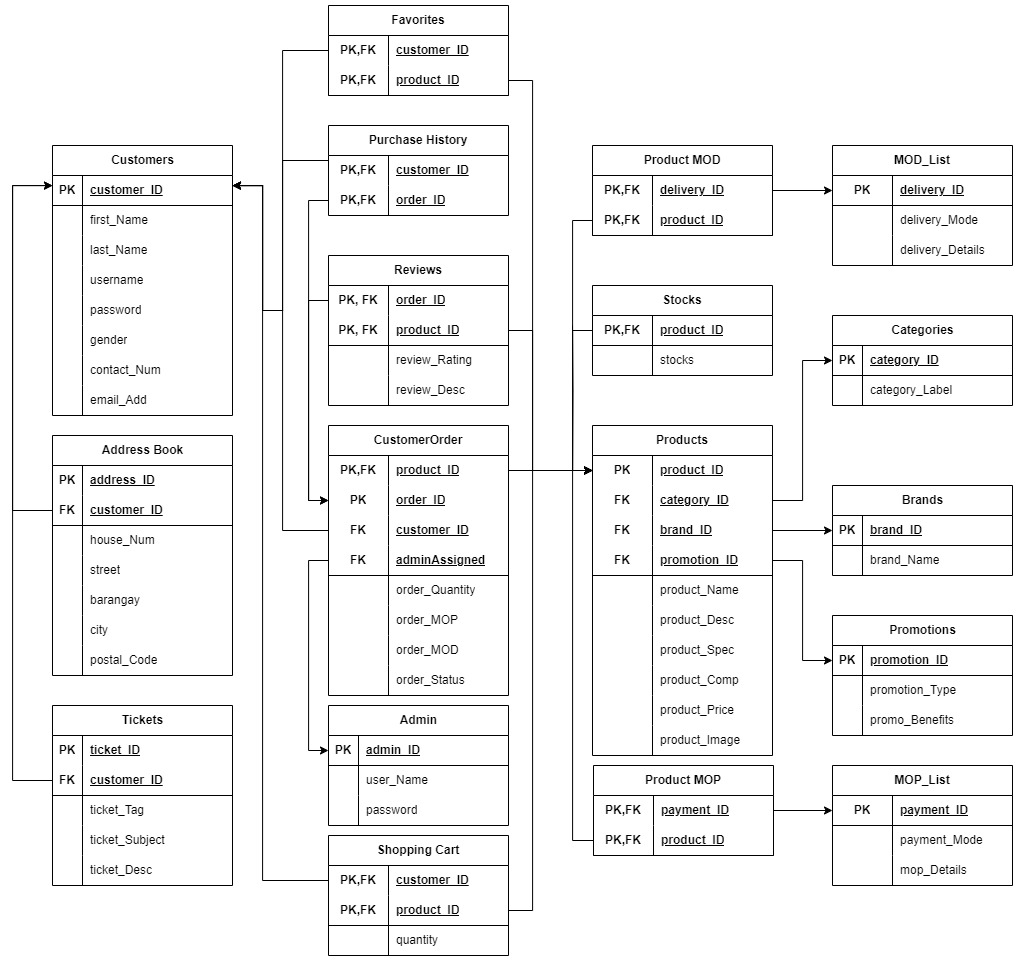 Favorites
PK,FK customer_ID
PK,FK product_ID
Purchase History
PK,FK customer_ID
PK,FK order_ID
Customers
PK customer_ID
first_Name
last_Name
username
password
gender
contact_Num
email_Add
Reviews
PK, FK order_ID
PK, FK product_ID
review_Rating
review_Desc
Address Book
PK address_ID
FK customer_ID
house_Num
street
barangay
city
postal_Code
CustomerOrder
PK,FK product_ID
PK order_ID
FK customer_ID
FK adminAssigned
order_Quantity
order_MOP
order_MOD
order_Status
Tickets
PK ticket_ID
FK customer_ID
ticket_Tag
ticket_Subject
ticket_Desc
Admin
PK admin_ID
user_Name
password
Shopping Cart
PK,FK customer_ID
PK,FK product_ID
quantity
Product MOD
PK,FK delivery_ID
PK,FK product_ID
MOD_List
PK delivery_ID
delivery_Mode
delivery_Details
Stocks
PK,FK product_ID
stocks
Categories
PK category_ID
category_Label
Products
PK product_ID
FK category_ID
FK brand_ID
FK promotion_ID
product_Name
product_Desc
product_Spec
product_Comp
product_Price
product_Image
Brands
PK brand_ID
brand_Name
Promotions
PK promotion_ID
promotion_Type
promo_Benefits
Product MOP
PK,FK payment_ID
PK,FK product_ID
MOP_List
PK payment_ID
payment_Mode
mop_Details